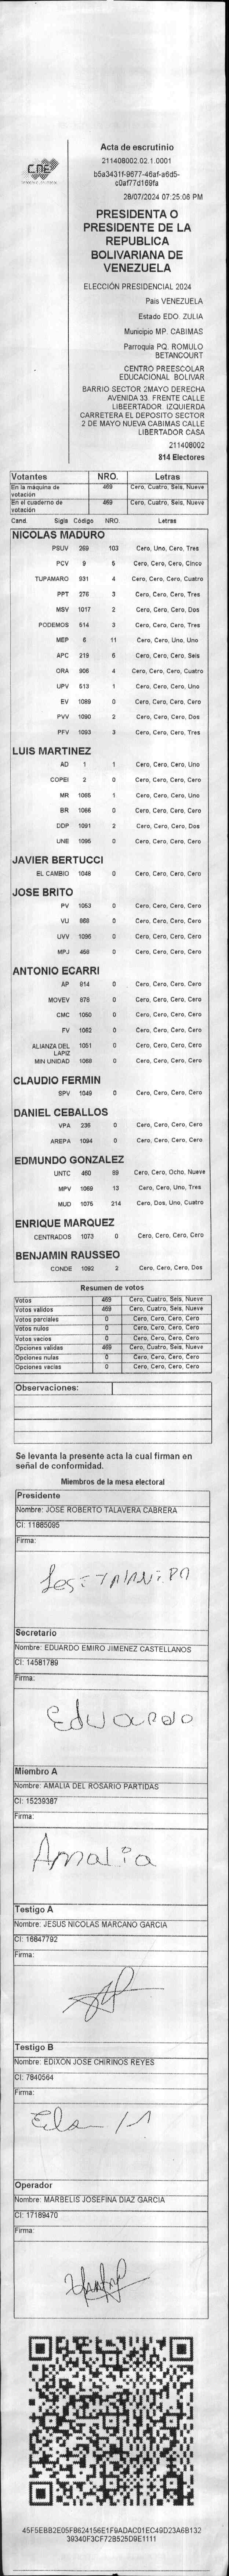 CNE
Acta de escrutinio
211408002.02.1.0001
b5a3431f-9677-46af-a6d5-
c0af77d169fa
28/07/2024 07:25:06 PM
PRESIDENTA O
PRESIDENTE DE LA
REPUBLICA
BOLIVARIANA DE
VENEZUELA
ELECCIÓN PRESIDENCIAL 2024
Pais VENEZUELA
Estado EDO. ZULIA
Municipio MP. CABIMAS
Parroquia PQ. ROMULO
BETANCOURT
CENTRO PREESCOLAR
EDUCACIONAL BOLIVAR
BARRIO SECTOR 2MAYO DERECHA
AVENIDA 33. FRENTE CALLE
LIBEERTADOR. IZQUIERDA
CARRETERA EL DEPOSITO SECTOR
2 DE MAYO NUEVA CABIMAS CALLE
LIBERTADOR CASA
211408002
814 Electores
Votantes NRO. Letras
En la máquina de votación 469 Cero, Cuatro, Seis, Nueve
En el cuaderno de votación 469 Cero, Cuatro, Seis, Nueve
Cand. Sigla Código NRO. Letras
NICOLAS MADURO
PSUV 269 103 Cero, Uno, Cero, Tres
PCV 9 5 Cero, Cero, Cero, Cinco
TUPAMARO 931 4 Cero, Cero, Cero, Cuatro
PPT 276 3 Cero, Cero, Cero, Tres
MSV 1017 2 Cero, Cero, Cero, Dos
PODEMOS 514 3 Cero, Cero, Cero, Tres
MEP 6 11 Cero, Cero, Uno, Uno
APC 219 6 Cero, Cero, Cero, Seis
ORA 906 4 Cero, Cero, Cero, Cuatro
UPV 513 1 Cero, Cero, Cero, Uno
EV 1089 0 Cero, Cero, Cero, Cero
PVV 1090 2 Cero, Cero, Cero, Dos
PFV 1093 3 Cero, Cero, Cero, Tres
LUIS MARTINEZ
AD 1 1 Cero, Cero, Cero, Uno
COPEI 2 0 Cero, Cero, Cero, Cero
MR 1065 1 Cero, Cero, Cero, Uno
BR 1066 0 Cero, Cero, Cero, Cero
DDP 1091 2 Cero, Cero, Cero, Dos
UNE 1095 0 Cero, Cero, Cero, Cero
JAVIER BERTUCCI
EL CAMBIO 1048 0 Cero, Cero, Cero, Cero
JOSE BRITO
PV 1053 0 Cero, Cero, Cero, Cero
VU 868 0 Cero, Cero, Cero, Cero
UVV 1096 0 Cero, Cero, Cero, Cero
MPJ 458 0 Cero, Cero, Cero, Cero
ANTONIO ECARRI
AP 914 0 Cero, Cero, Cero, Cero
MOVEV 878 0 Cero, Cero, Cero, Cero
CMC 1050 0 Cero, Cero, Cero, Cero
FV 1062 0 Cero, Cero, Cero, Cero
ALIANZA DEL LAPIZ 1051 0 Cero, Cero, Cero, Cero
MIN UNIDAD 1068 0 Cero, Cero, Cero, Cero
CLAUDIO FERMIN
SPV 1049 0 Cero, Cero, Cero, Cero
DANIEL CEBALLOS
VPA 236 0 Cero, Cero, Cero, Cero
AREPA 1094 0 Cero, Cero, Cero, Cero
EDMUNDO GONZALEZ
UNTC 460 89 Cero, Cero, Ocho, Nueve
MPV 1069 13 Cero, Cero, Uno, Tres
MUD 1075 214 Cero, Dos, Uno, Cuatro
ENRIQUE MARQUEZ
CENTRADOS 1073 0 Cero, Cero, Cero, Cero
BENJAMIN RAUSSEO
CONDE 1092 2 Cero, Cero, Cero, Dos
Resumen de votos
Votos 469 Cero, Cuatro, Seis, Nueve
Votos validos 469 Cero, Cuatro, Seis, Nueve
Votos parciales 0 Cero, Cero, Cero, Cero
Votos nulos 0 Cero, Cero, Cero, Cero
Votos vacios 0 Cero, Cero, Cero, Cero
Opciones validas 469 Cero, Cuatro, Seis, Nueve
Opciones nulas 0 Cero, Cero, Cero, Cero
Opciones vacias 0 Cero, Cero, Cero, Cero
Observaciones:
Se levanta la presente acta la cual firman en
señal de conformidad.
Miembros de la mesa electoral
Presidente
Nombre: JOSE ROBERTO TALAVERA CABRERA
CI: 11885095
Firma:
Secretario
Nombre: EDUARDO EMIRO JIMENEZ CASTELLANOS
CI: 14581789
Firma:
Eduardo
Miembro A
Nombre: AMALIA DEL ROSARIO PARTIDAS
CI: 15239387
Firma:
Amalia
Testigo A
Nombre: JESUS NICOLAS MARCANO GARCIA
CI: 16847792
Firma:
Testigo B
Nombre: EDIXON JOSE CHIRINOS REYES
CI: 7840564
Firma:
Operador
Nombre: MARBELIS JOSEFINA DIAZ GARCIA
CI: 17189470
Firma:
45F5EBB2E05F8624156E1F9ADAC01EC49D23A6B132
39340F3CF72B525D9E1111